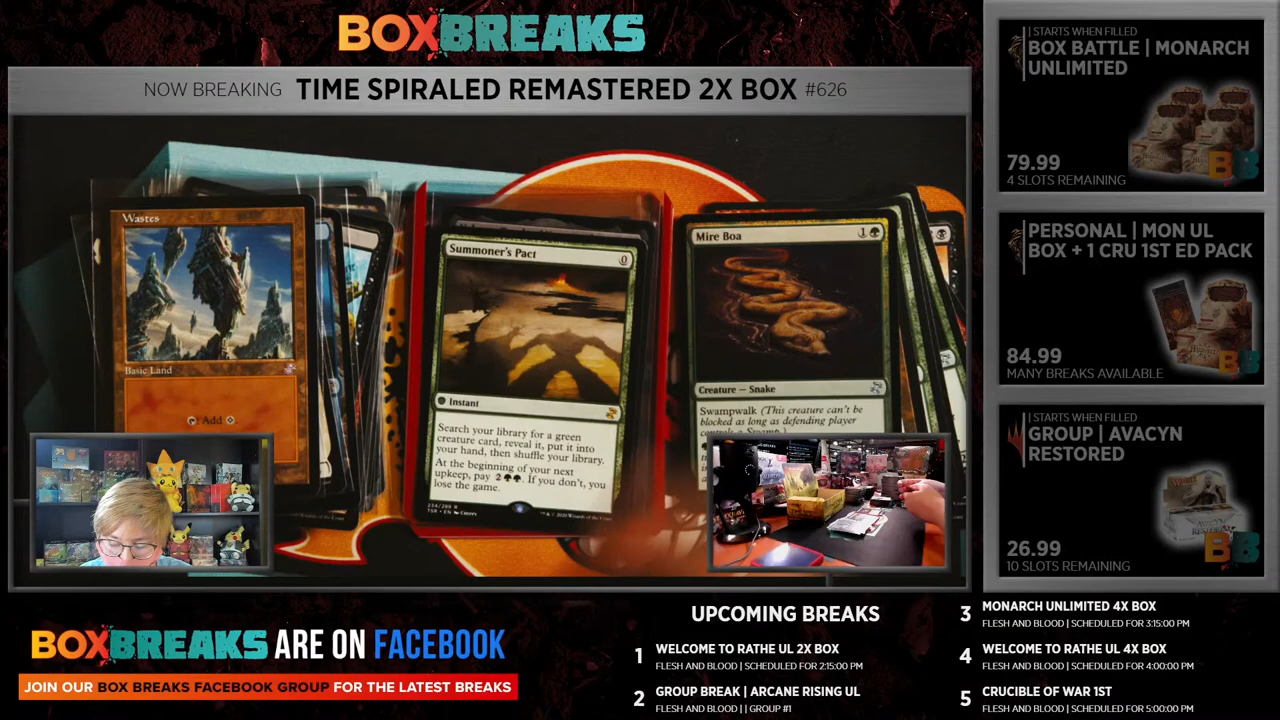 BOXBREAKS
NOW BREAKING TIME SPIRALED REMASTERED 2X BOX #626
Wastes
Basic Land
: Add
Summoner's Pact 0
Instant
Search your library for a green
creature card, reveal it, put it into
your hand, then shuffle your library.
At the beginning of your next
upkeep, pay 2. If you don't, you
lose the game.
Mire Boa 1
Creature — Snake
Swampwalk (This creature can't be
blocked as long as defending player
controls a Swamp.)
| STARTS WHEN FILLED
BOX BATTLE | MONARCH
UNLIMITED
79.99
4 SLOTS REMAINING
BB
PERSONAL | MON UL
BOX + 1 CRU 1ST ED PACK
84.99
MANY BREAKS AVAILABLE
BB
| STARTS WHEN FILLED
GROUP | AVACYN
RESTORED
26.99
10 SLOTS REMAINING
BB
BOXBREAKS ARE ON FACEBOOK
JOIN OUR BOX BREAKS FACEBOOK GROUP FOR THE LATEST BREAKS
UPCOMING BREAKS
1 WELCOME TO RATHE UL 2X BOX
FLESH AND BLOOD | SCHEDULED FOR 2:15:00 PM
2 GROUP BREAK | ARCANE RISING UL
FLESH AND BLOOD | | GROUP #1
3 MONARCH UNLIMITED 4X BOX
FLESH AND BLOOD | SCHEDULED FOR 3:15:00 PM
4 WELCOME TO RATHE UL 4X BOX
FLESH AND BLOOD | SCHEDULED FOR 4:00:00 PM
5 CRUCIBLE OF WAR 1ST
FLESH AND BLOOD | SCHEDULED FOR 5:00:00 PM